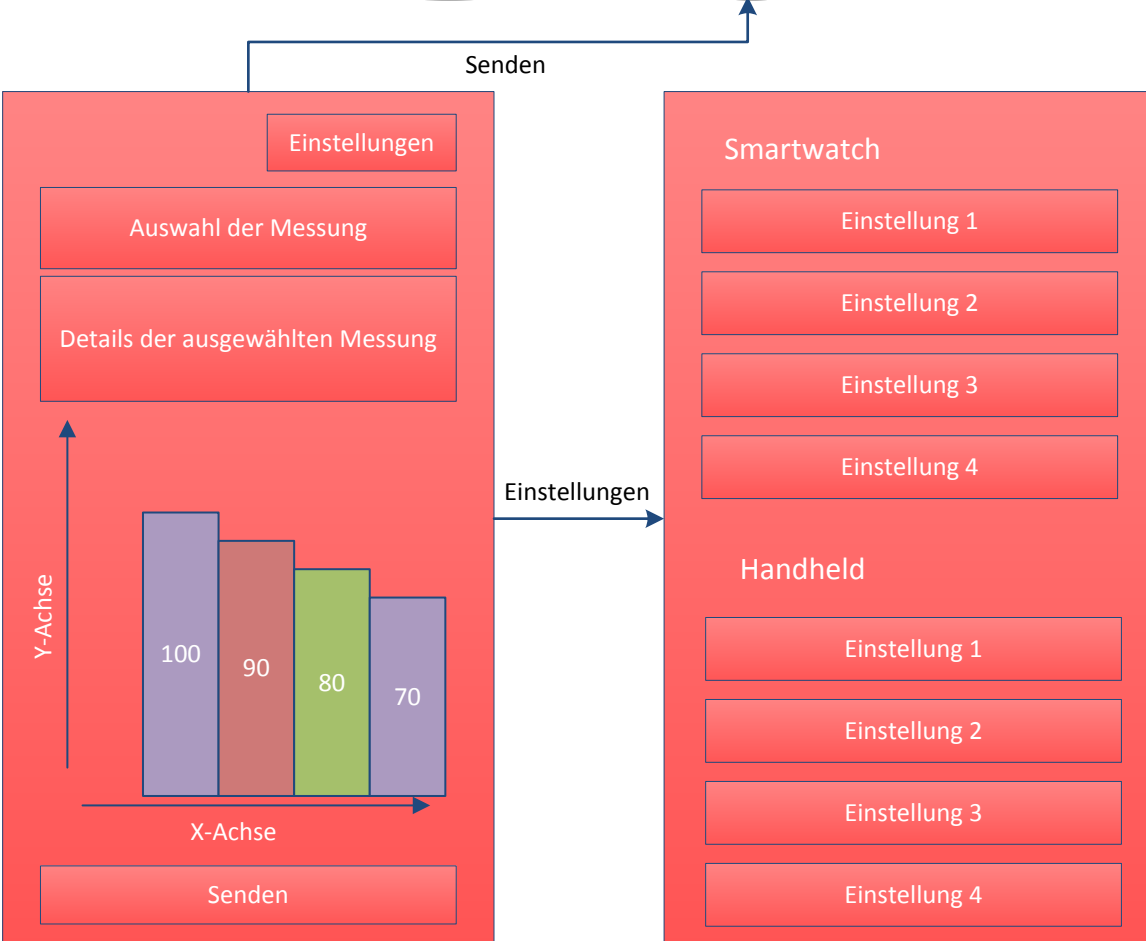 Senden
Einstellungen
Auswahl der Messung
Details der ausgewählten Messung
Y-Achse
100
90
80
70
X-Achse
Senden
Einstellungen
Smartwatch
Einstellung 1
Einstellung 2
Einstellung 3
Einstellung 4
Handheld
Einstellung 1
Einstellung 2
Einstellung 3
Einstellung 4